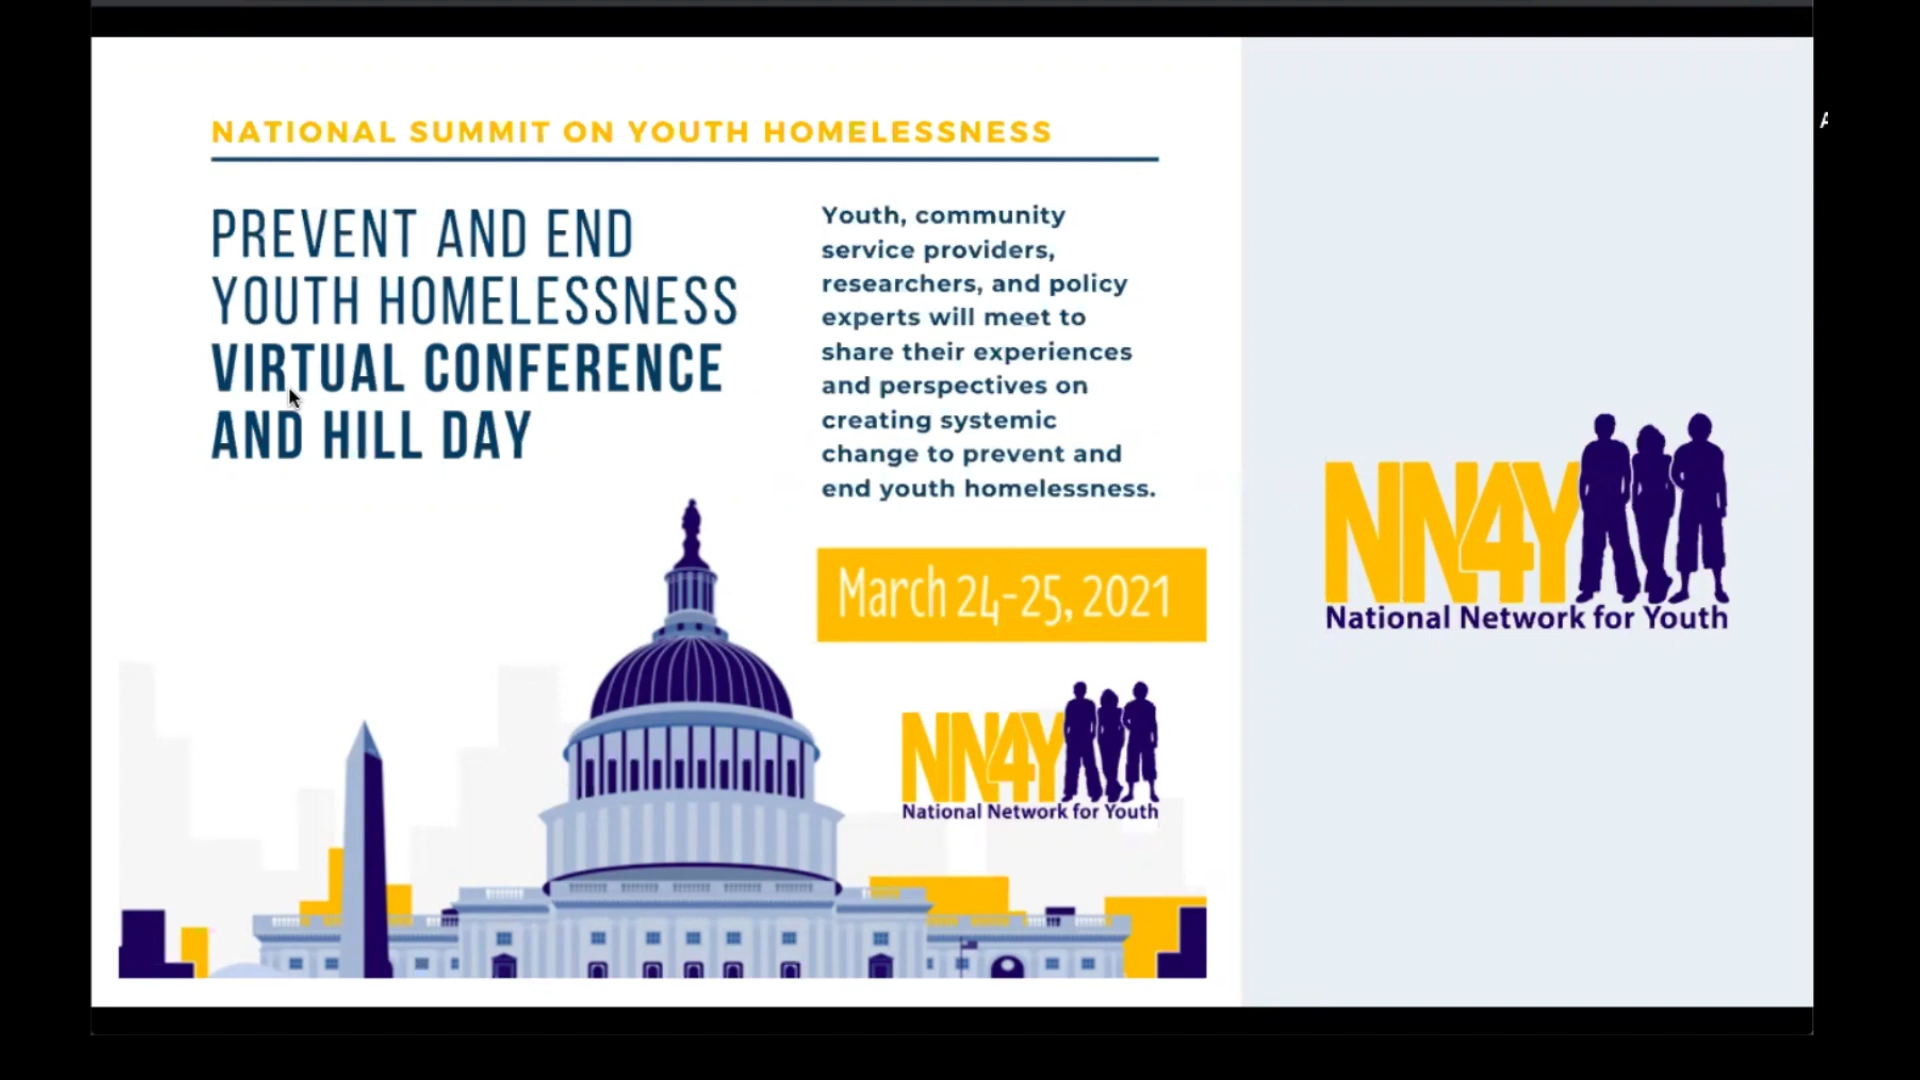 NATIONAL SUMMIT ON YOUTH HOMELESSNESS
PREVENT AND END
YOUTH HOMELESSNESS
VIRTUAL CONFERENCE
AND HILL DAY
Youth, community
service providers,
researchers, and policy
experts will meet to
share their experiences
and perspectives on
creating systemic
change to prevent and
end youth homelessness.
March 24-25, 2021
NN4Y
National Network for Youth
NN4Y
National Network for Youth